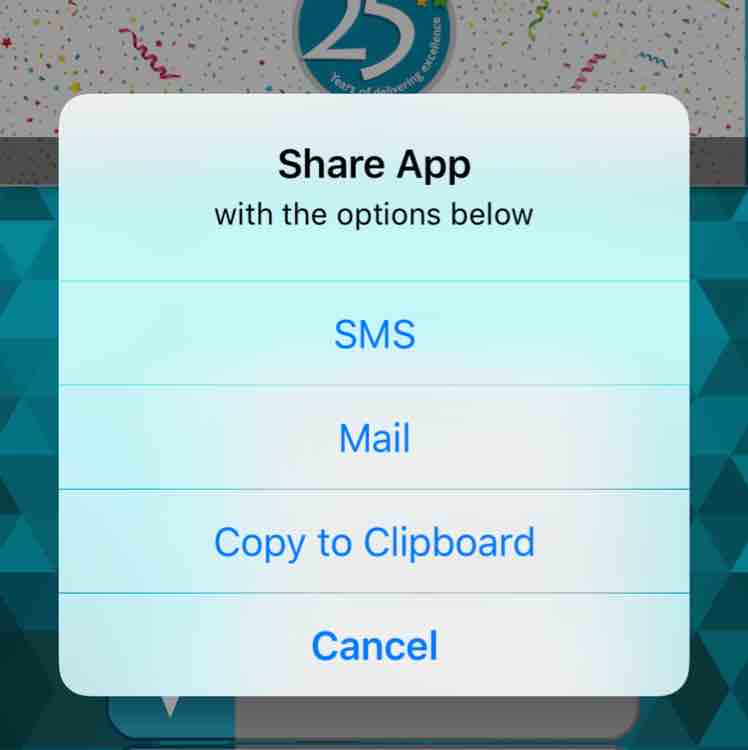 25
Years of delivering excellence
Share App
with the options below
SMS
Mail
Copy to Clipboard
Cancel